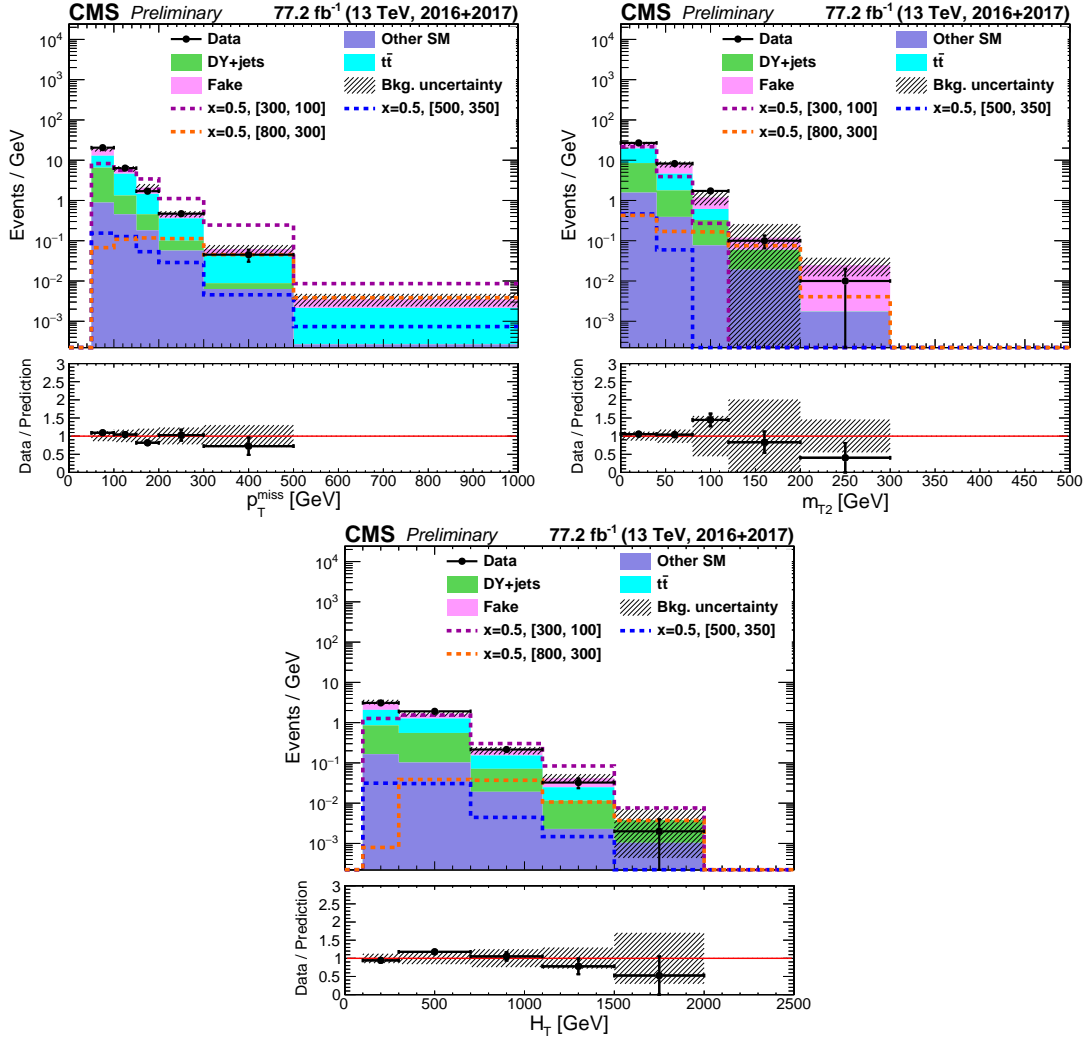 CMS Preliminary 77.2 fb⁻¹ (13 TeV, 2016+2017)
Data Other SM
DY+jets tt̄
Fake Bkg. uncertainty
x=0.5, [300, 100] x=0.5, [500, 350]
x=0.5, [800, 300]
Events / GeV
10⁴
10³
10²
10
1
10⁻¹
10⁻²
10⁻³
Data / Prediction
3
2.5
2
1.5
1
0.5
0
0 100 200 300 400 500 600 700 800 900 1000
p_T^miss [GeV]
CMS Preliminary 77.2 fb⁻¹ (13 TeV, 2016+2017)
Data Other SM
DY+jets tt̄
Fake Bkg. uncertainty
x=0.5, [300, 100] x=0.5, [500, 350]
x=0.5, [800, 300]
Events / GeV
10⁴
10³
10²
10
1
10⁻¹
10⁻²
10⁻³
Data / Prediction
3
2.5
2
1.5
1
0.5
0
0 50 100 150 200 250 300 350 400 450 500
m_T2 [GeV]
CMS Preliminary 77.2 fb⁻¹ (13 TeV, 2016+2017)
Data Other SM
DY+jets tt̄
Fake Bkg. uncertainty
x=0.5, [300, 100] x=0.5, [500, 350]
x=0.5, [800, 300]
Events / GeV
10⁴
10³
10²
10
1
10⁻¹
10⁻²
10⁻³
Data / Prediction
3
2.5
2
1.5
1
0.5
0
0 500 1000 1500 2000 2500
H_T [GeV]